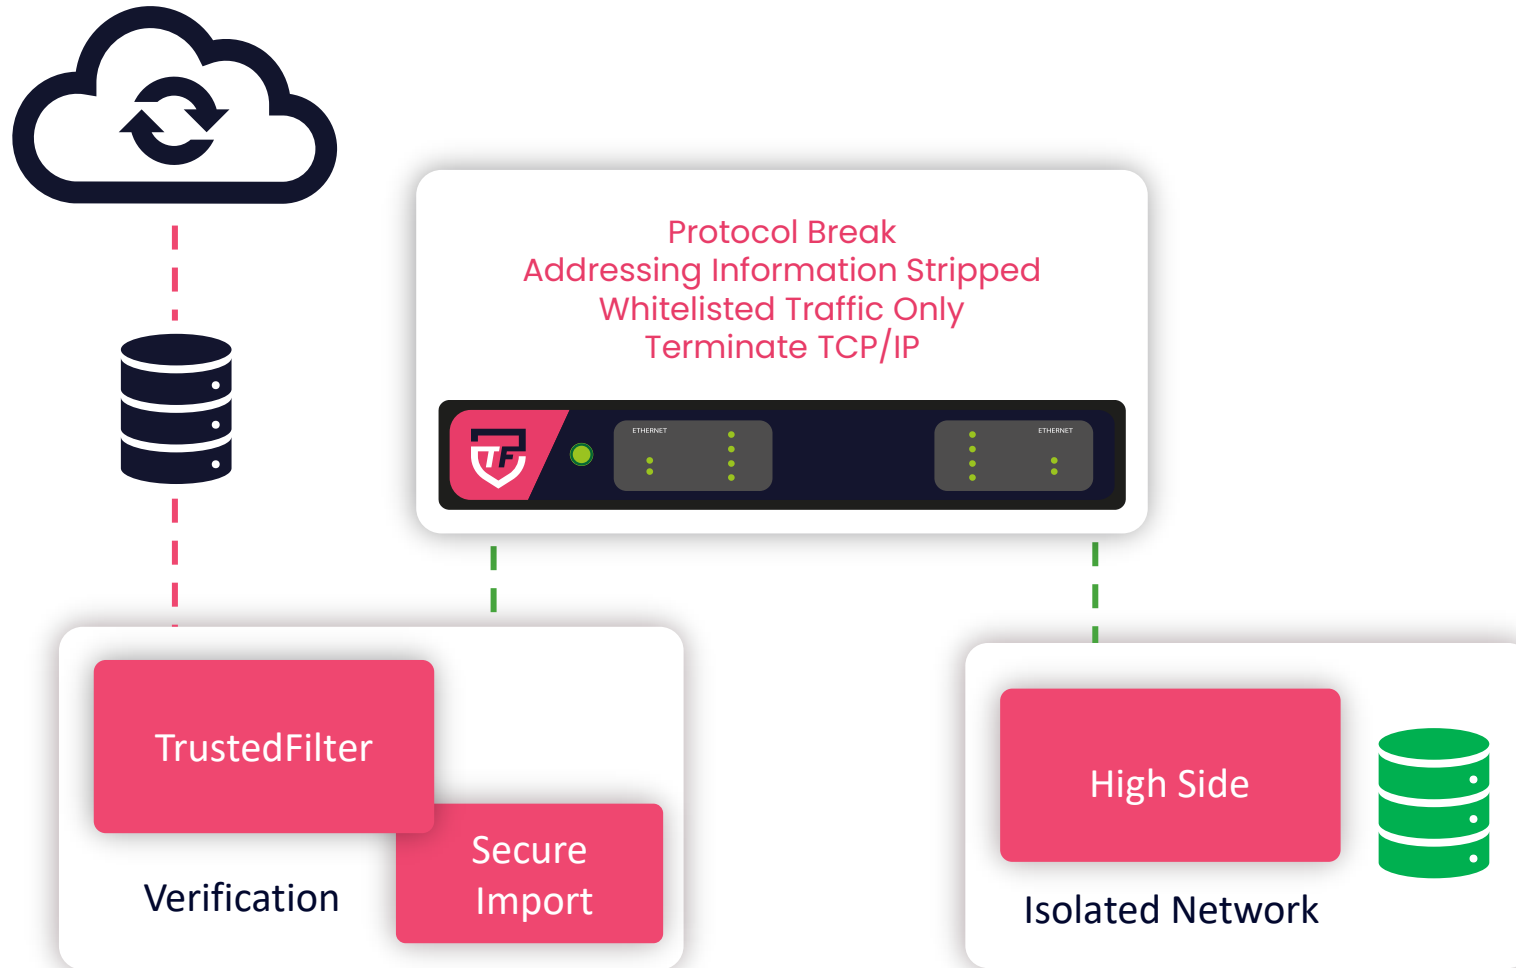 Protocol Break
Addressing Information Stripped
Whitelisted Traffic Only
Terminate TCP/IP
TF
ETHERNET
ETHERNET
TrustedFilter
Secure
Import
Verification
High Side
Isolated Network